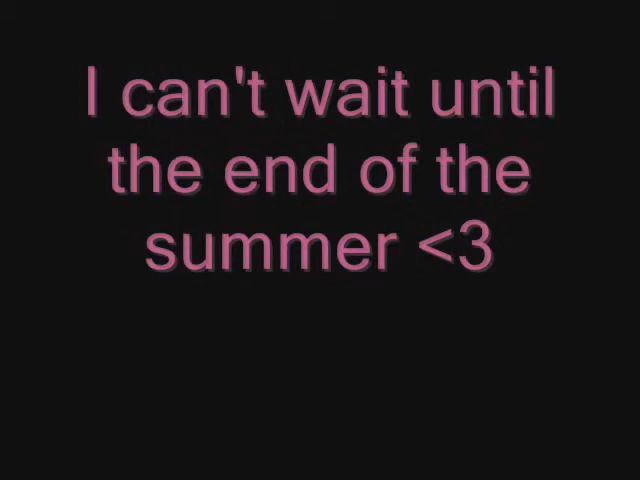 I can't wait until
the end of the
summer <3